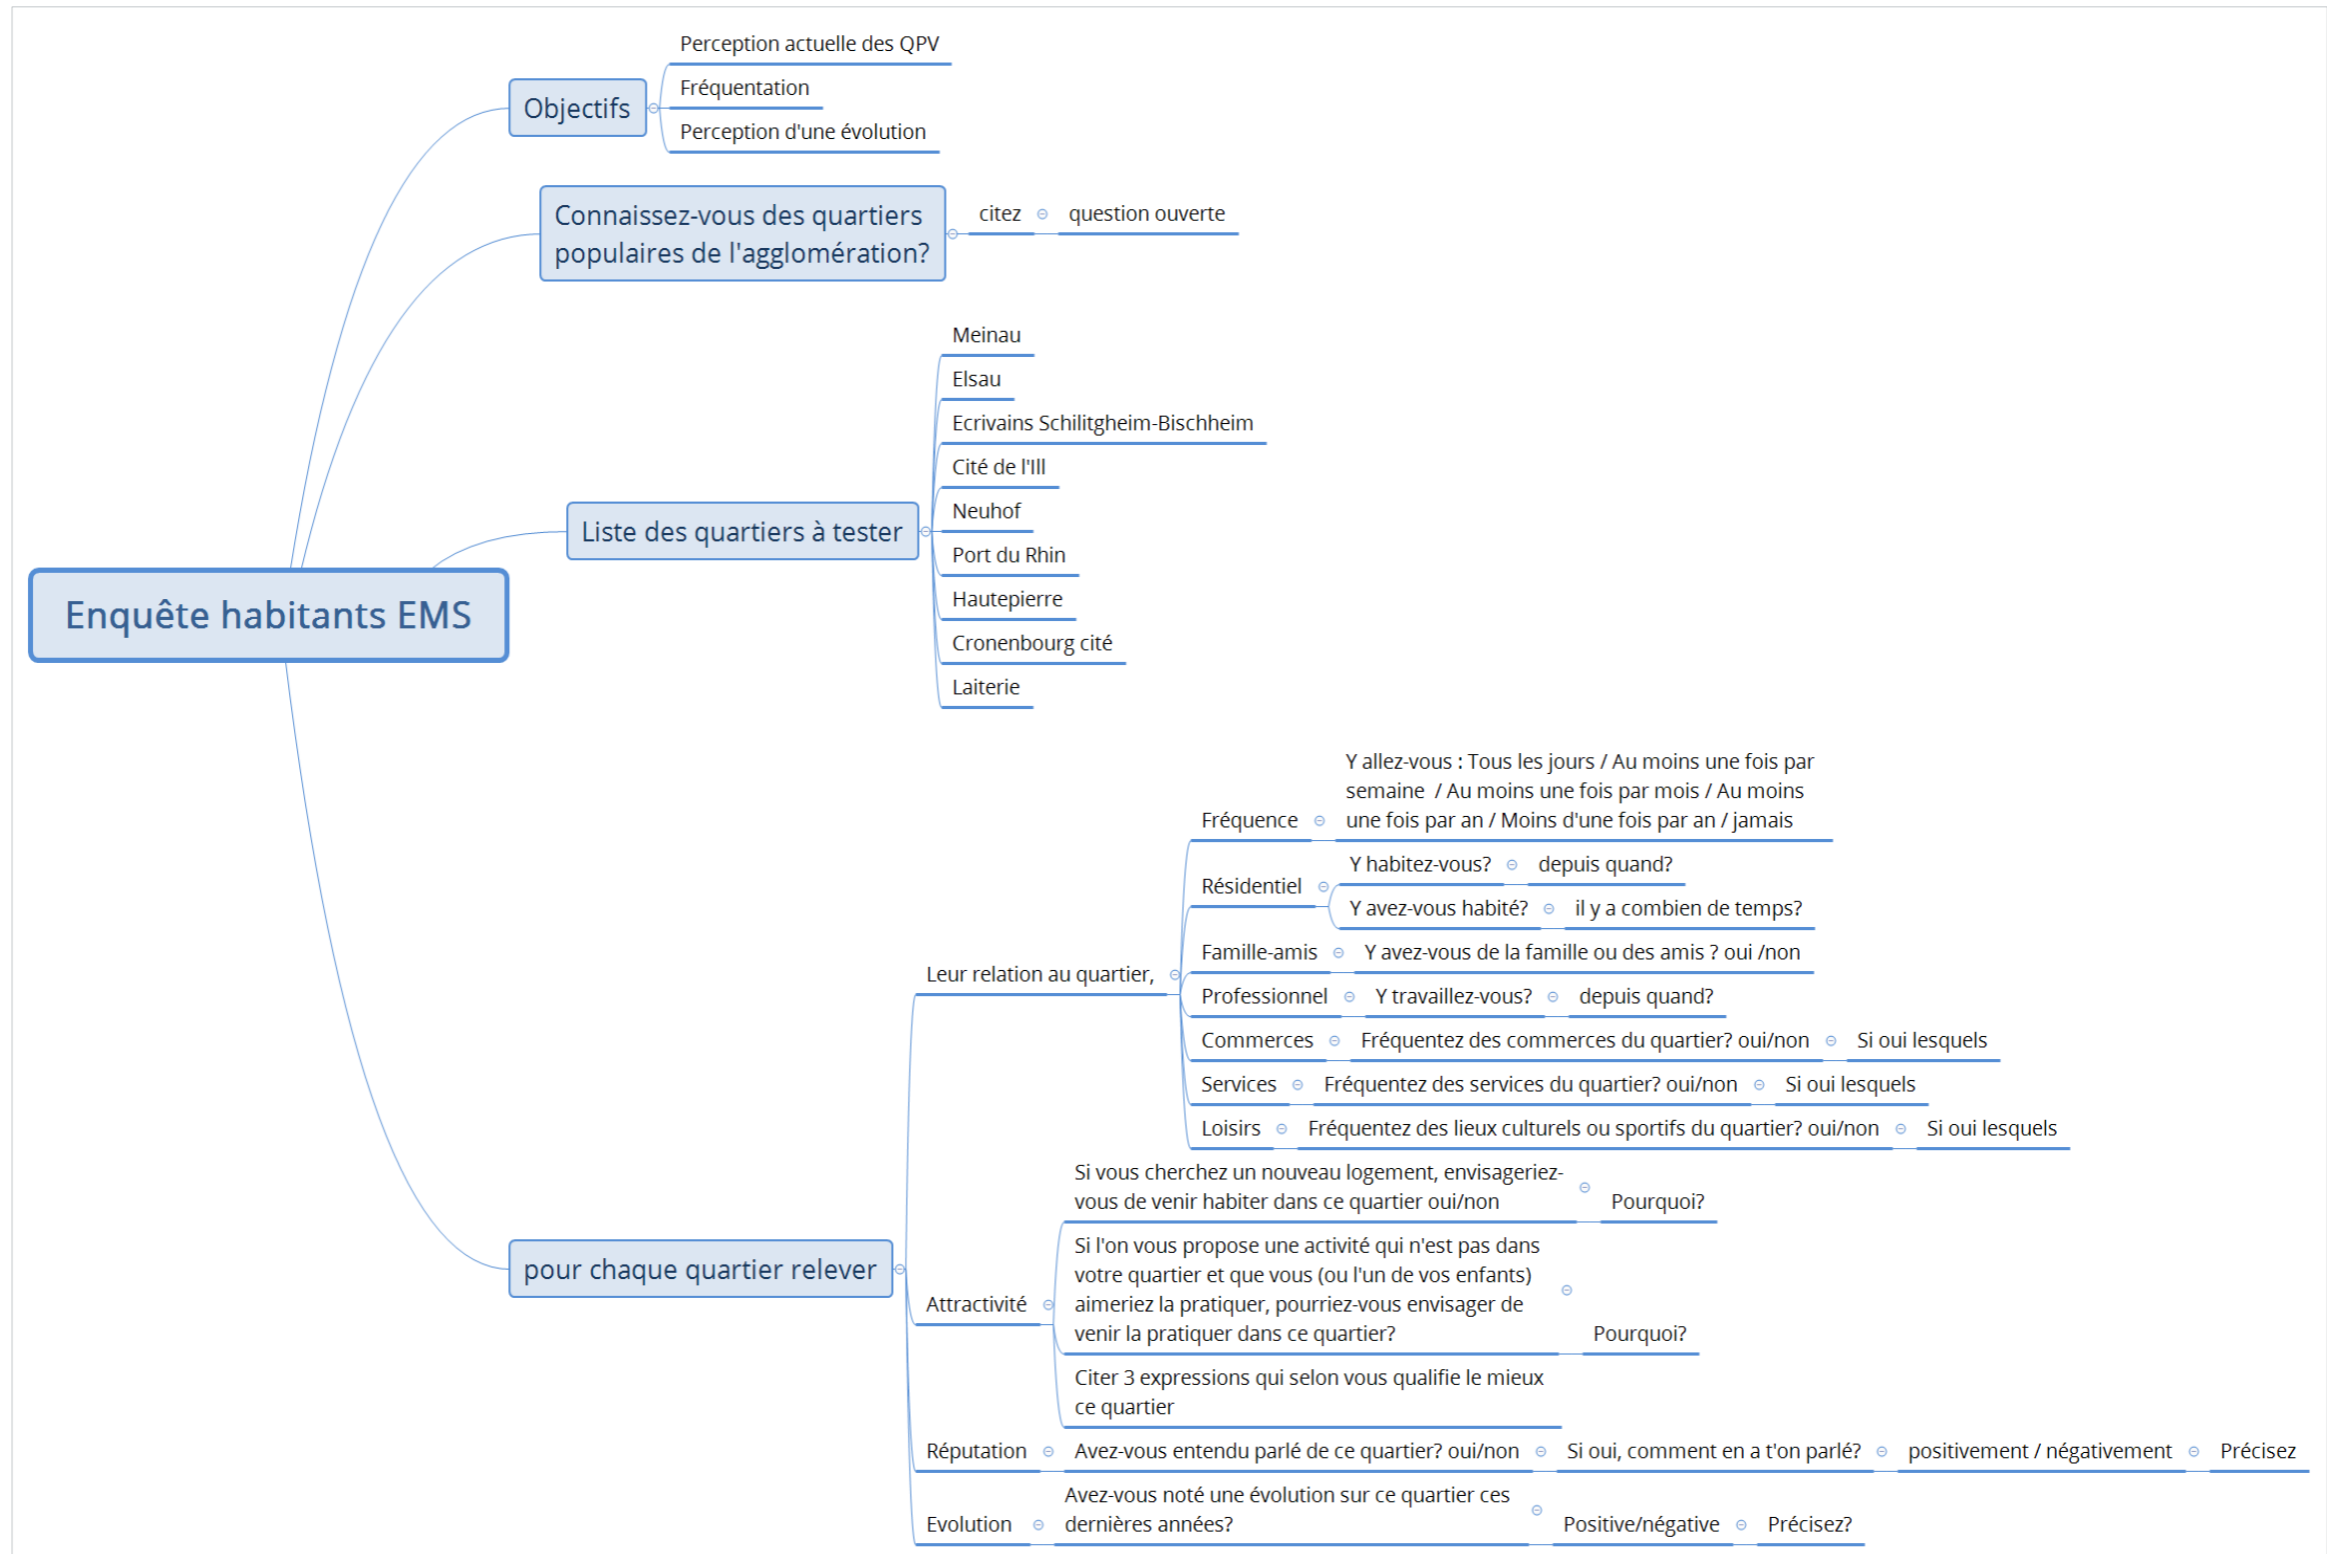 Perception actuelle des QPV
Fréquentation
Objectifs
Perception d'une évolution
Connaissez-vous des quartiers
populaires de l'agglomération?
citez
question ouverte
Meinau
Elsau
Ecrivains Schilitgheim-Bischheim
Cité de l'Ill
Neuhof
Liste des quartiers à tester
Port du Rhin
Hautepierre
Cronenbourg cité
Laiterie
Enquête habitants EMS
pour chaque quartier relever
Leur relation au quartier,
Fréquence
Y allez-vous : Tous les jours / Au moins une fois par
semaine / Au moins une fois par mois / Au moins
une fois par an / Moins d'une fois par an / jamais
Résidentiel
Y habitez-vous?
depuis quand?
Y avez-vous habité?
il y a combien de temps?
Famille-amis
Y avez-vous de la famille ou des amis ? oui /non
Professionnel
Y travaillez-vous?
depuis quand?
Commerces
Fréquentez des commerces du quartier? oui/non
Si oui lesquels
Services
Fréquentez des services du quartier? oui/non
Si oui lesquels
Loisirs
Fréquentez des lieux culturels ou sportifs du quartier? oui/non
Si oui lesquels
Attractivité
Si vous cherchez un nouveau logement, envisageriez-
vous de venir habiter dans ce quartier oui/non
Pourquoi?
Si l'on vous propose une activité qui n'est pas dans
votre quartier et que vous (ou l'un de vos enfants)
aimeriez la pratiquer, pourriez-vous envisager de
venir la pratiquer dans ce quartier?
Pourquoi?
Citer 3 expressions qui selon vous qualifie le mieux
ce quartier
Réputation
Avez-vous entendu parlé de ce quartier? oui/non
Si oui, comment en a t'on parlé?
positivement / négativement
Précisez
Evolution
Avez-vous noté une évolution sur ce quartier ces
dernières années?
Positive/négative
Précisez?